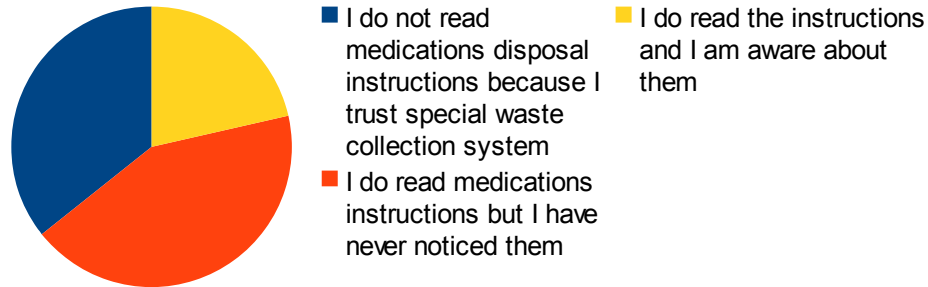 I do not read
medications disposal
instructions because I
trust special waste
collection system
I do read medications
instructions but I have
never noticed them
I do read the instructions
and I am aware about
them